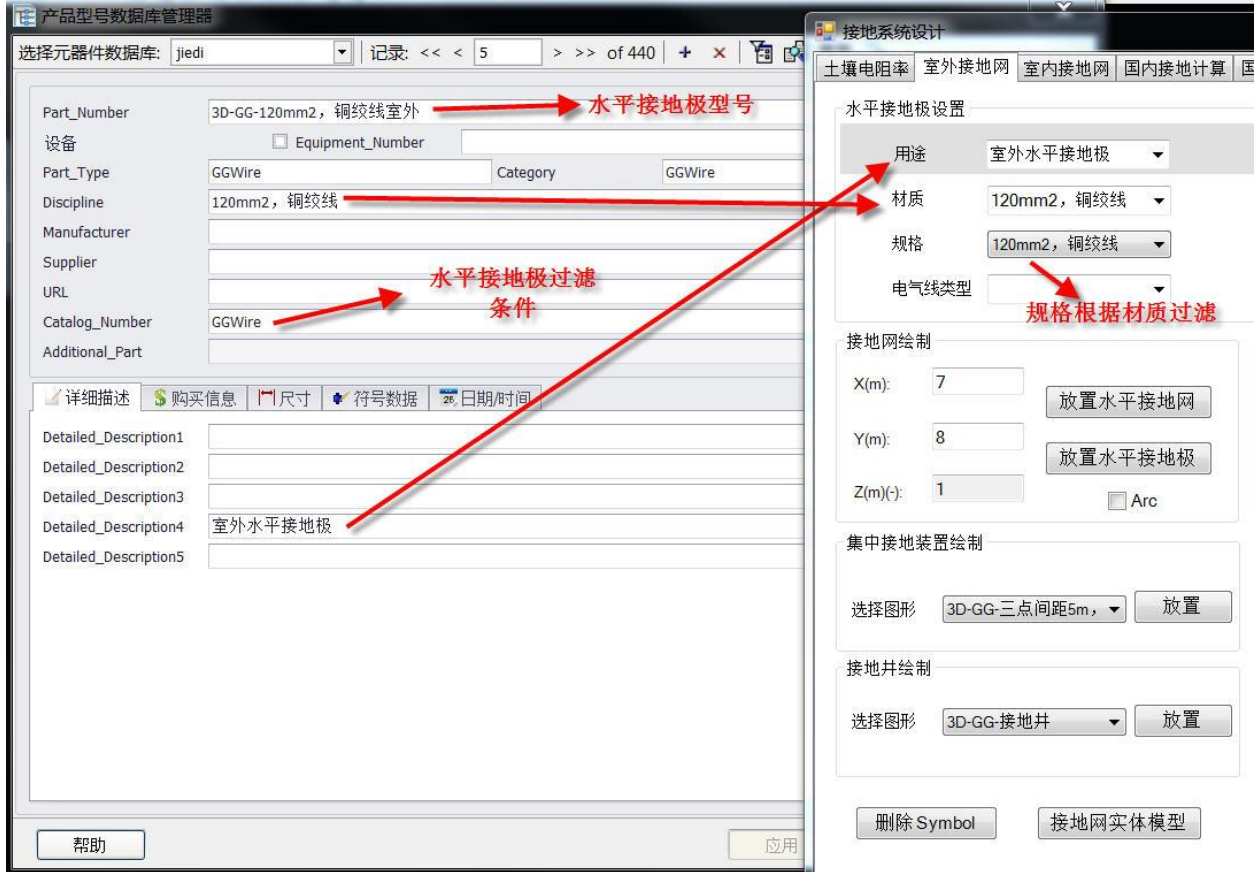 产品型号数据库管理器
选择元器件数据库: jiedi 记录: << < 5 > >> of 440 + ×
Part_Number 3D-GG-120mm2，铜绞线室外 水平接地极型号
设备 Equipment_Number
Part_Type GGWire Category GGWire
Discipline 120mm2，铜绞线
Manufacturer
Supplier
水平接地极过滤
条件
URL
Catalog_Number GGWire
Additional_Part
详细描述 购买信息 尺寸 符号数据 日期/时间
Detailed_Description1
Detailed_Description2
Detailed_Description3
Detailed_Description4 室外水平接地极
Detailed_Description5
帮助 应用
接地系统设计
土壤电阻率 室外接地网 室内接地网 国内接地计算 国
水平接地极设置
用途 室外水平接地极
材质 120mm2，铜绞线
规格 120mm2，铜绞线
电气线类型
规格根据材质过滤
接地网绘制
X(m): 7 放置水平接地网
Y(m): 8 放置水平接地极
Z(m)(-): 1 Arc
集中接地装置绘制
选择图形 3D-GG-三点间距5m， 放置
接地井绘制
选择图形 3D-GG-接地井 放置
删除Symbol 接地网实体模型